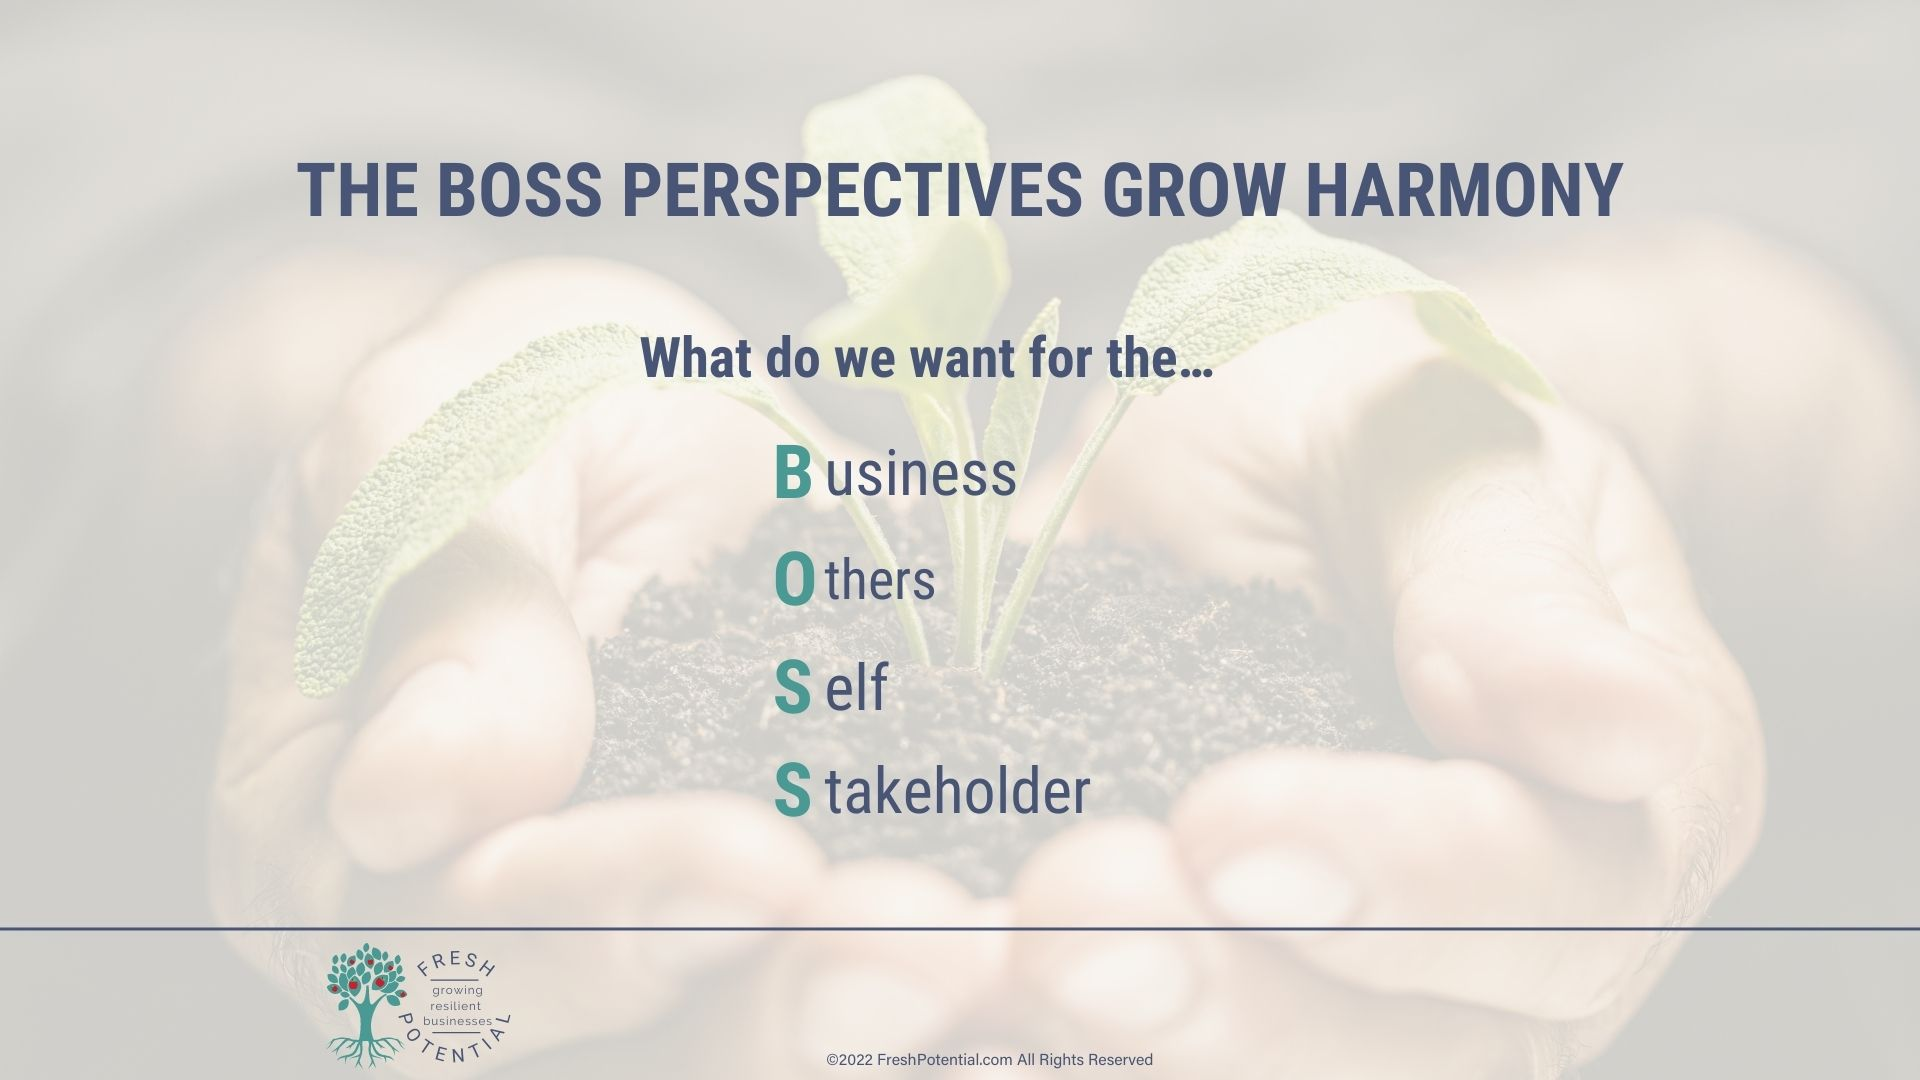 THE BOSS PERSPECTIVES GROW HARMONY
What do we want for the...
Business
Others
Self
Stakeholder
FRESH
growing
resilient
businesses
POTENTIAL
©2022 FreshPotential.com All Rights Reserved